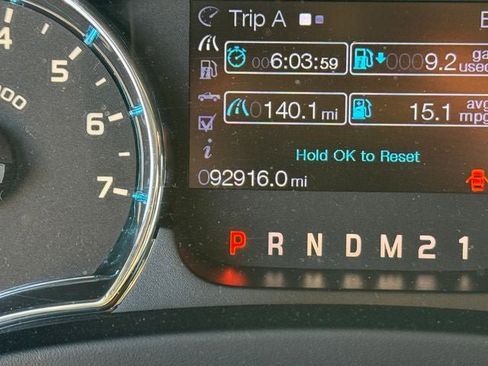 Trip A
006:03:59
0009.2 gal used
0140.1 mi
15.1 avg mpg
Hold OK to Reset
092916.0 mi
P R N D M 2 1
4
5
6
7